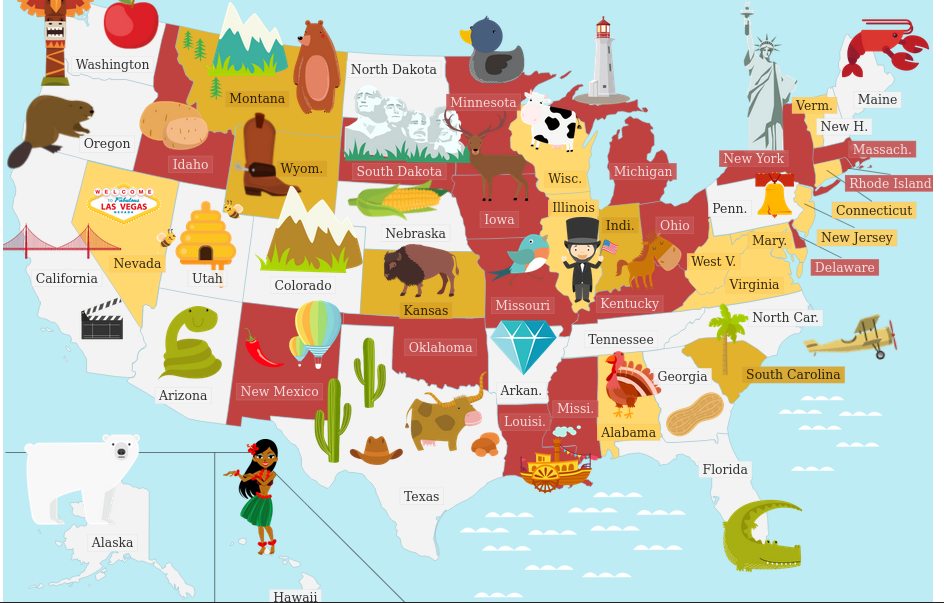 Washington
Montana
North Dakota
Minnesota
Verm.
Maine
Oregon
New H.
Idaho
Wyom.
South Dakota
Wisc.
Michigan
New York
Massach.
Rhode Island
WELCOME
TO Fabulous
LAS VEGAS
NEVADA
Iowa
Illinois
Indi.
Ohio
Penn.
Connecticut
Nebraska
New Jersey
Mary.
California
Nevada
Utah
Colorado
West V.
Delaware
Virginia
Kansas
Missouri
Kentucky
North Car.
Tennessee
Oklahoma
Arizona
New Mexico
Arkan.
Georgia
South Carolina
Missi.
Louisi.
Alabama
Florida
Texas
Alaska
Hawaii